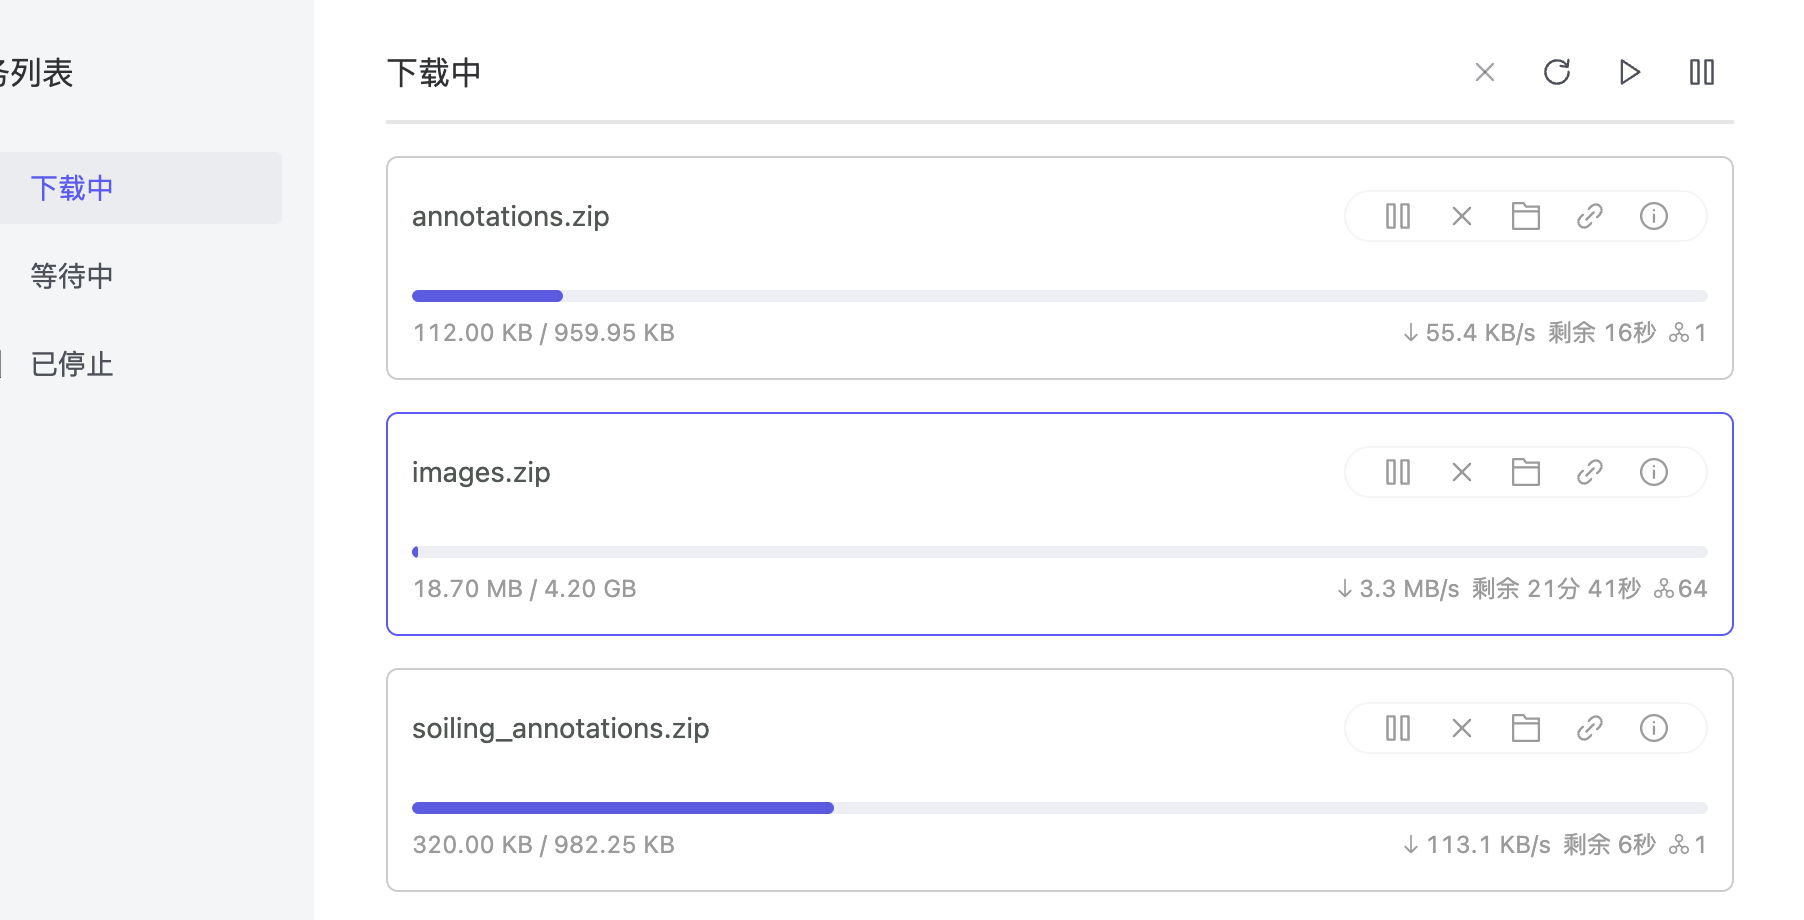 列表
下载中
等待中
已停止
下载中
annotations.zip
112.00 KB / 959.95 KB
↓ 55.4 KB/s 剩余 16秒 1
images.zip
18.70 MB / 4.20 GB
↓ 3.3 MB/s 剩余 21分 41秒 64
soiling_annotations.zip
320.00 KB / 982.25 KB
↓ 113.1 KB/s 剩余 6秒 1